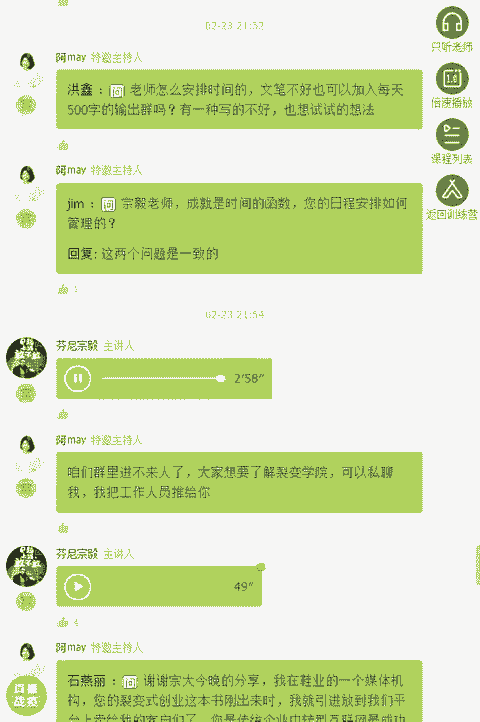 02-23 21:52
只听老师
阿may 特邀主持人
洪鑫：问 老师怎么安排时间的，文笔不好也可以加入每天
500字的输出群吗？有一种写的不好，也想试试的想法
1.0
倍速播放
课程列表
阿may 特邀主持人
jim：问 宗毅老师，成就是时间的函数，您的日程安排如何
管理的？
返回训练营
回复: 这两个问题是一致的
1
02-23 21:54
芬尼宗毅 主讲人
2'58"
阿may 特邀主持人
咱们群里进不来人了，大家想要了解裂变学院，可以私聊
我，我把工作人员推给你
芬尼宗毅 主讲人
49"
4
阿may 特邀主持人
石燕丽：问 谢谢宗大今晚的分享，我在鞋业的一个媒体机
构，您的裂变式创业这本书刚出来时，我就引进放到我们平